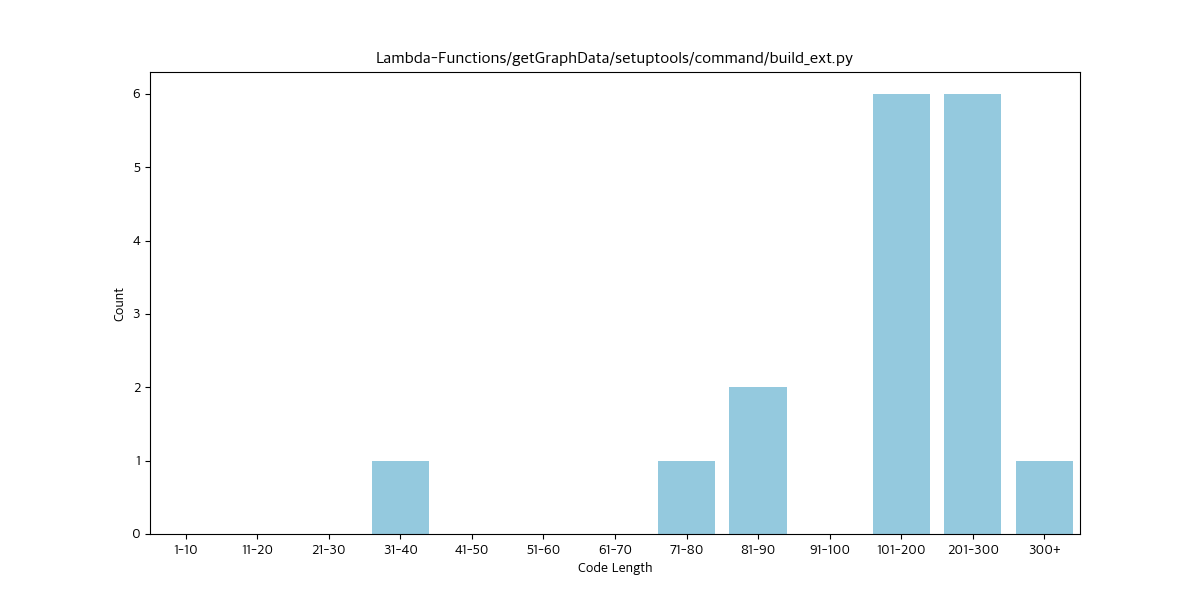 Lambda-Functions/getGraphData/setuptools/command/build_ext.py
6
5
4
3
2
1
0
Count
1-10 11-20 21-30 31-40 41-50 51-60 61-70 71-80 81-90 91-100 101-200 201-300 300+
Code Length